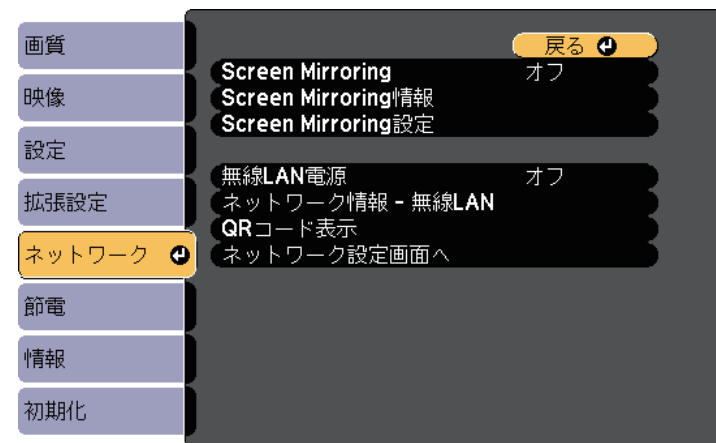 画質
映像
設定
拡張設定
ネットワーク
節電
情報
初期化
戻る
Screen Mirroring オフ
Screen Mirroring情報
Screen Mirroring設定
無線LAN電源 オフ
ネットワーク情報 - 無線LAN
QRコード表示
ネットワーク設定画面へ